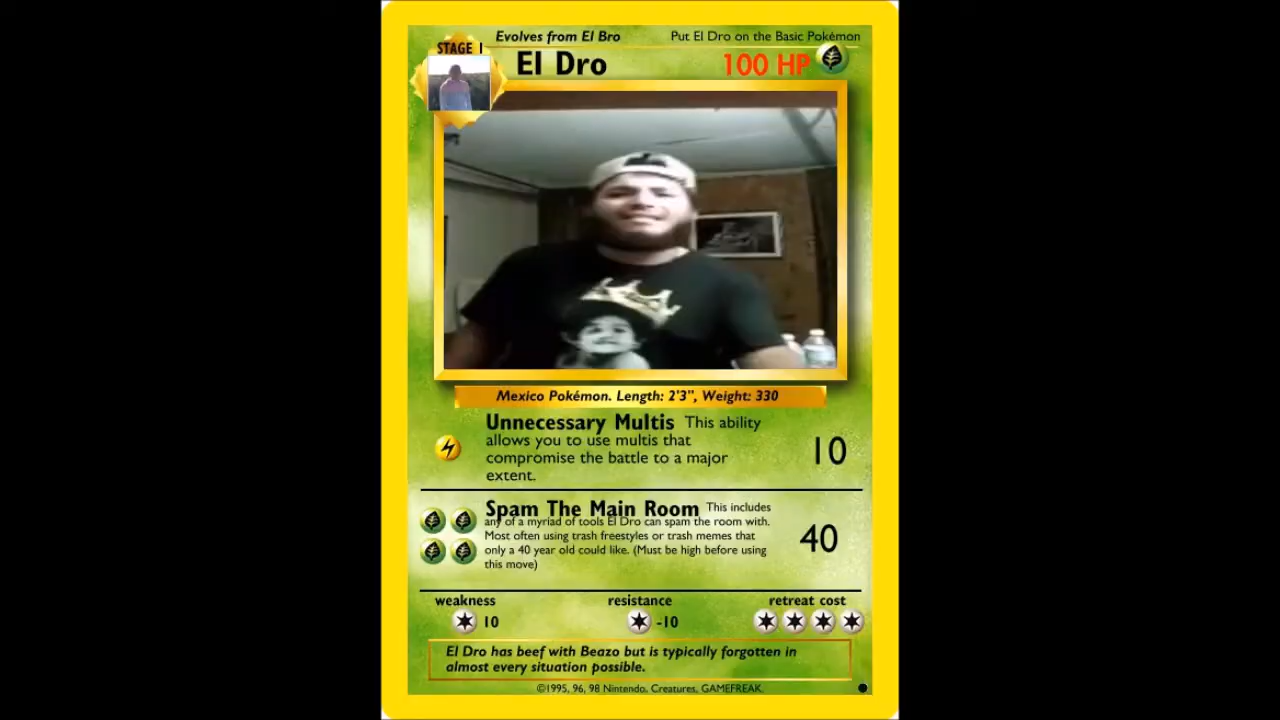 Evolves from El Bro
Put El Dro on the Basic Pokémon
STAGE 1
El Dro
100 HP
Mexico Pokémon. Length: 2'3", Weight: 330
Unnecessary Multis This ability
allows you to use multis that
compromise the battle to a major
extent.
10
Spam The Main Room This includes
any of a myriad of tools El Dro can spam the room with.
Most often using trash freestyles or trash memes that
only a 40 year old could like. (Must be high before using
this move)
40
weakness
resistance
retreat cost
10
-10
El Dro has beef with Beazo but is typically forgotten in
almost every situation possible.
©1995, 96, 98 Nintendo, Creatures, GAMEFREAK.